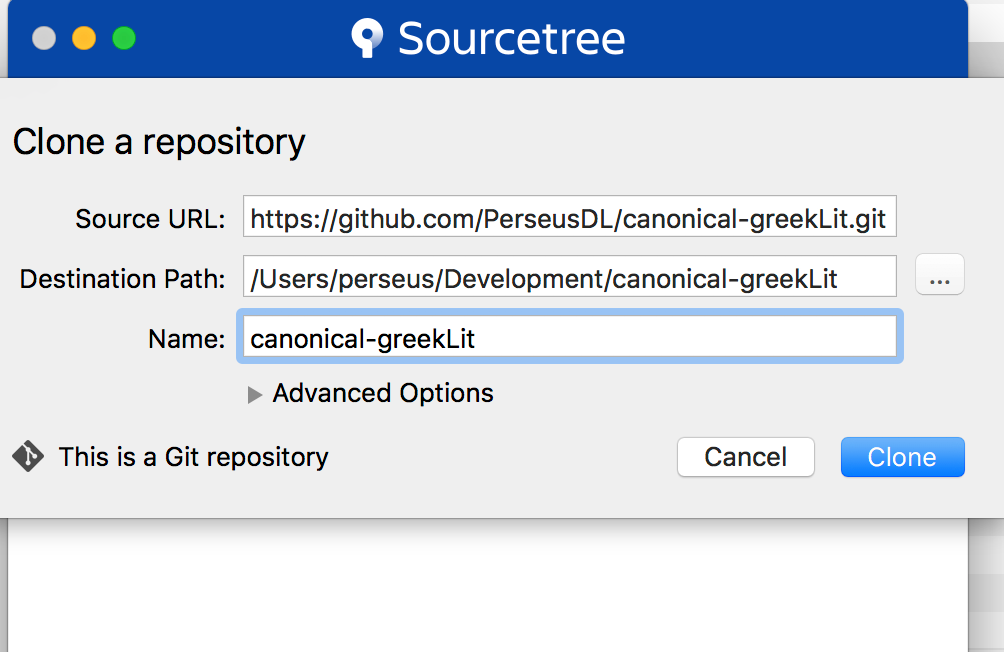 Sourcetree
Clone a repository
Source URL: https://github.com/PerseusDL/canonical-greekLit.git
Destination Path: /Users/perseus/Development/canonical-greekLit ...
Name: canonical-greekLit
Advanced Options
This is a Git repository Cancel Clone